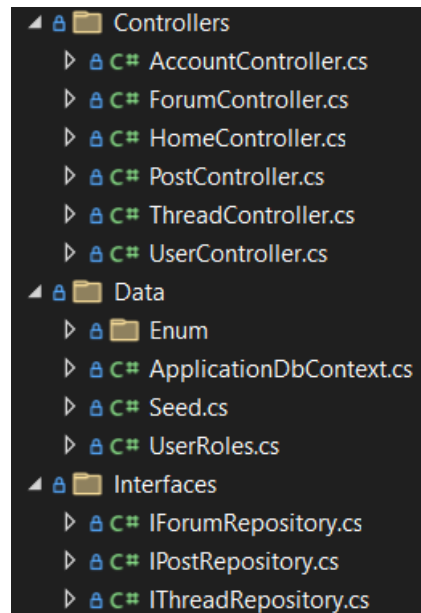 Controllers
C# AccountController.cs
C# ForumController.cs
C# HomeController.cs
C# PostController.cs
C# ThreadController.cs
C# UserController.cs
Data
Enum
C# ApplicationDbContext.cs
C# Seed.cs
C# UserRoles.cs
Interfaces
C# IForumRepository.cs
C# IPostRepository.cs
C# IThreadRepository.cs